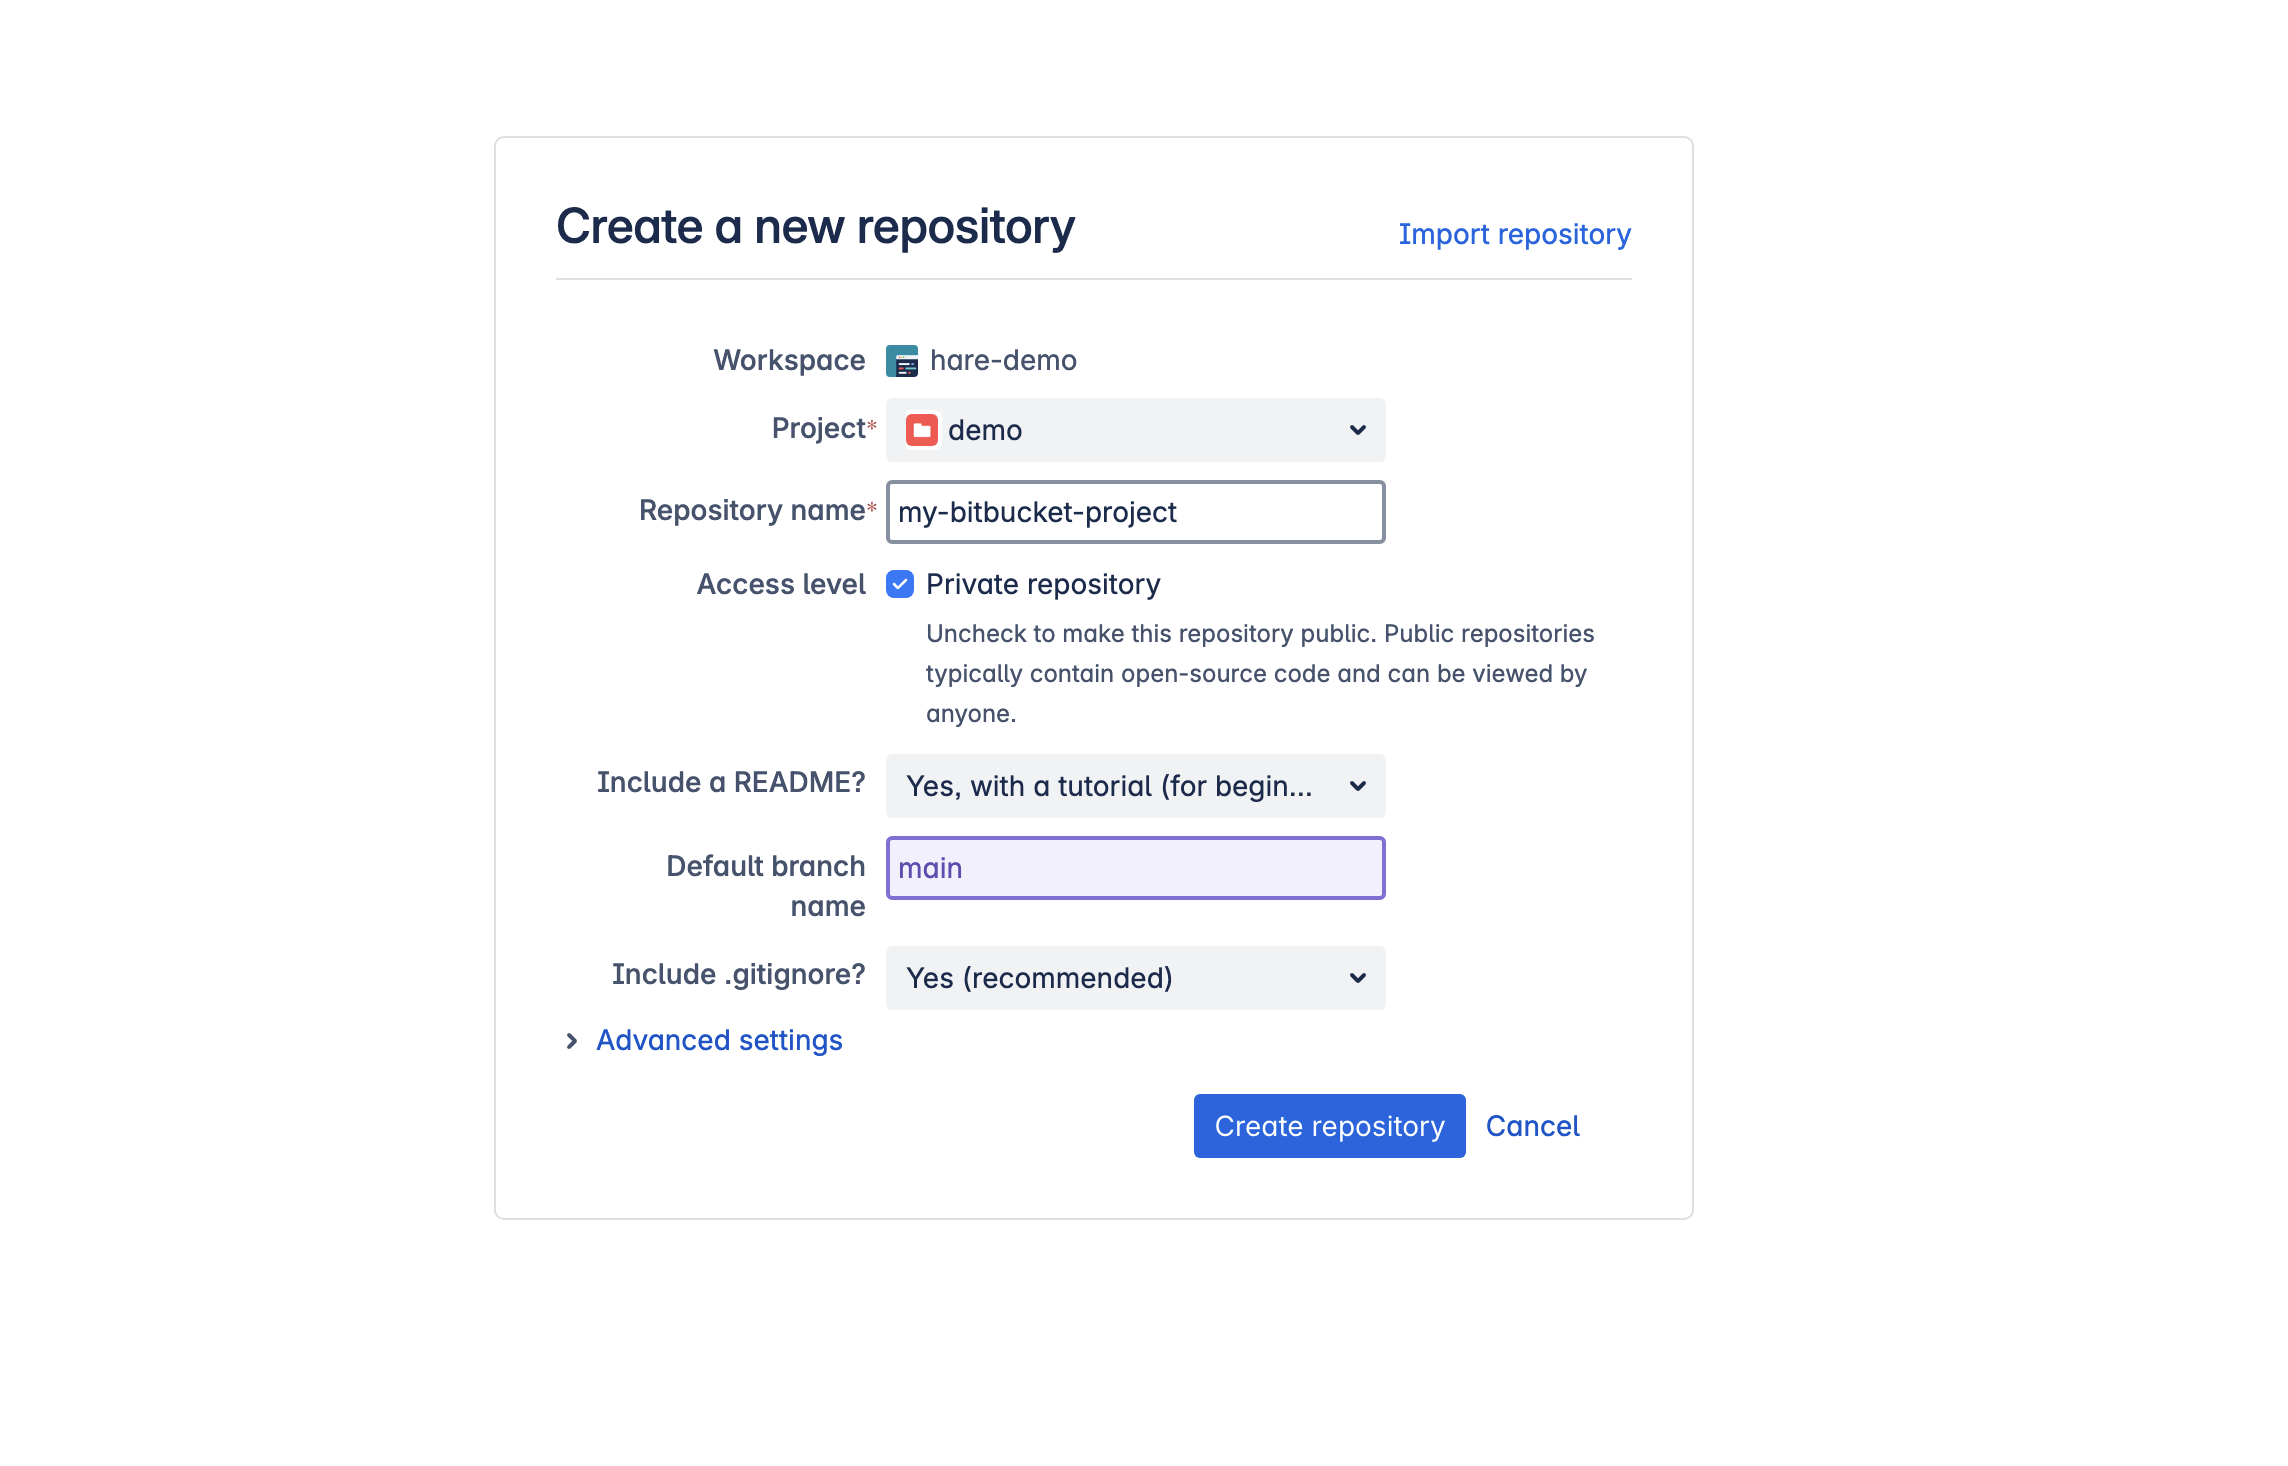 Create a new repository
Import repository
Workspace hare-demo
Project* demo
Repository name* my-bitbucket-project
Access level Private repository
Uncheck to make this repository public. Public repositories
typically contain open-source code and can be viewed by
anyone.
Include a README? Yes, with a tutorial (for begin...
Default branch main
name
Include .gitignore? Yes (recommended)
Advanced settings
Create repository Cancel